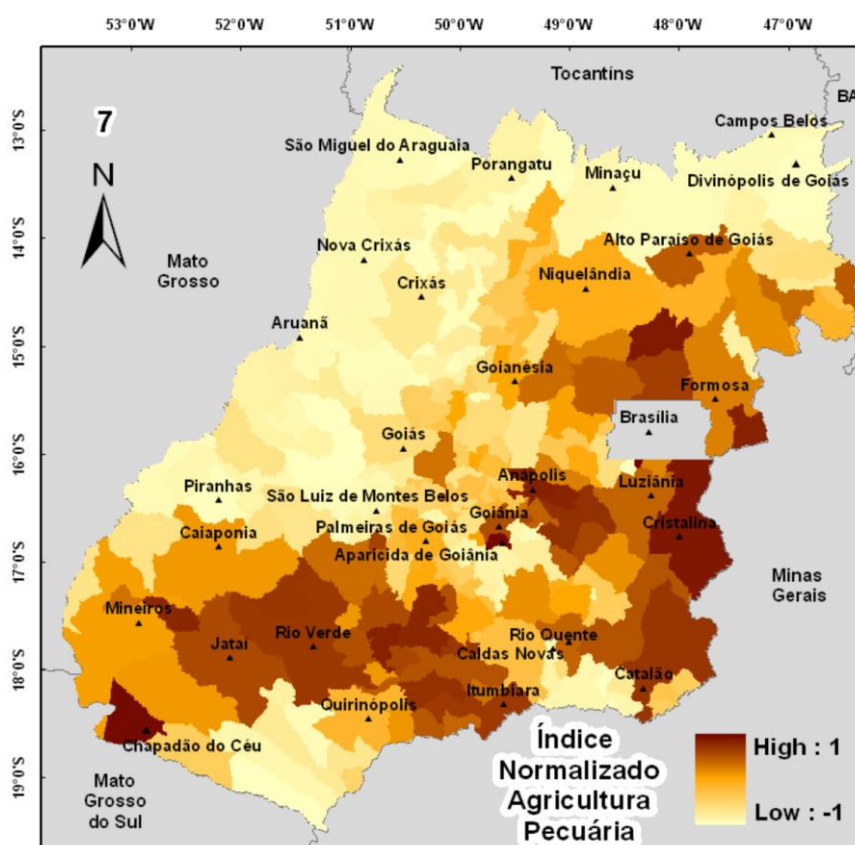 53°0'W 52°0'W 51°0'W 50°0'W 49°0'W 48°0'W 47°0'W
Tocantíns
BA
7
13°0'S
Campos Belos
São Miguel do Araguaia
Porangatu
N
Minaçu
Divinópolis de Goiás
14°0'S
Alto Paraíso de Goiás
Nova Crixás
Mato
Grosso
Niquelândia
Crixás
Aruanã
15°0'S
Goianésia
Formosa
Brasília
Goiás
16°0'S
Anápolis
Luziânia
Piranhas
São Luiz de Montes Belos
Goiânia
Cristalina
Caiaponia
Palmeiras de Goiás
Aparicida de Goiânia
17°0'S
Minas
Gerais
Mineiros
Rio Verde
Rio Quente
Jataí
Caldas Novas
18°0'S
Catalão
Itumbiara
Quirinópolis
Chapadão do Céu
Índice
Normalizado
Agricultura
Pecuária
High : 1
Low : -1
19°0'S
Mato
Grosso
do Sul